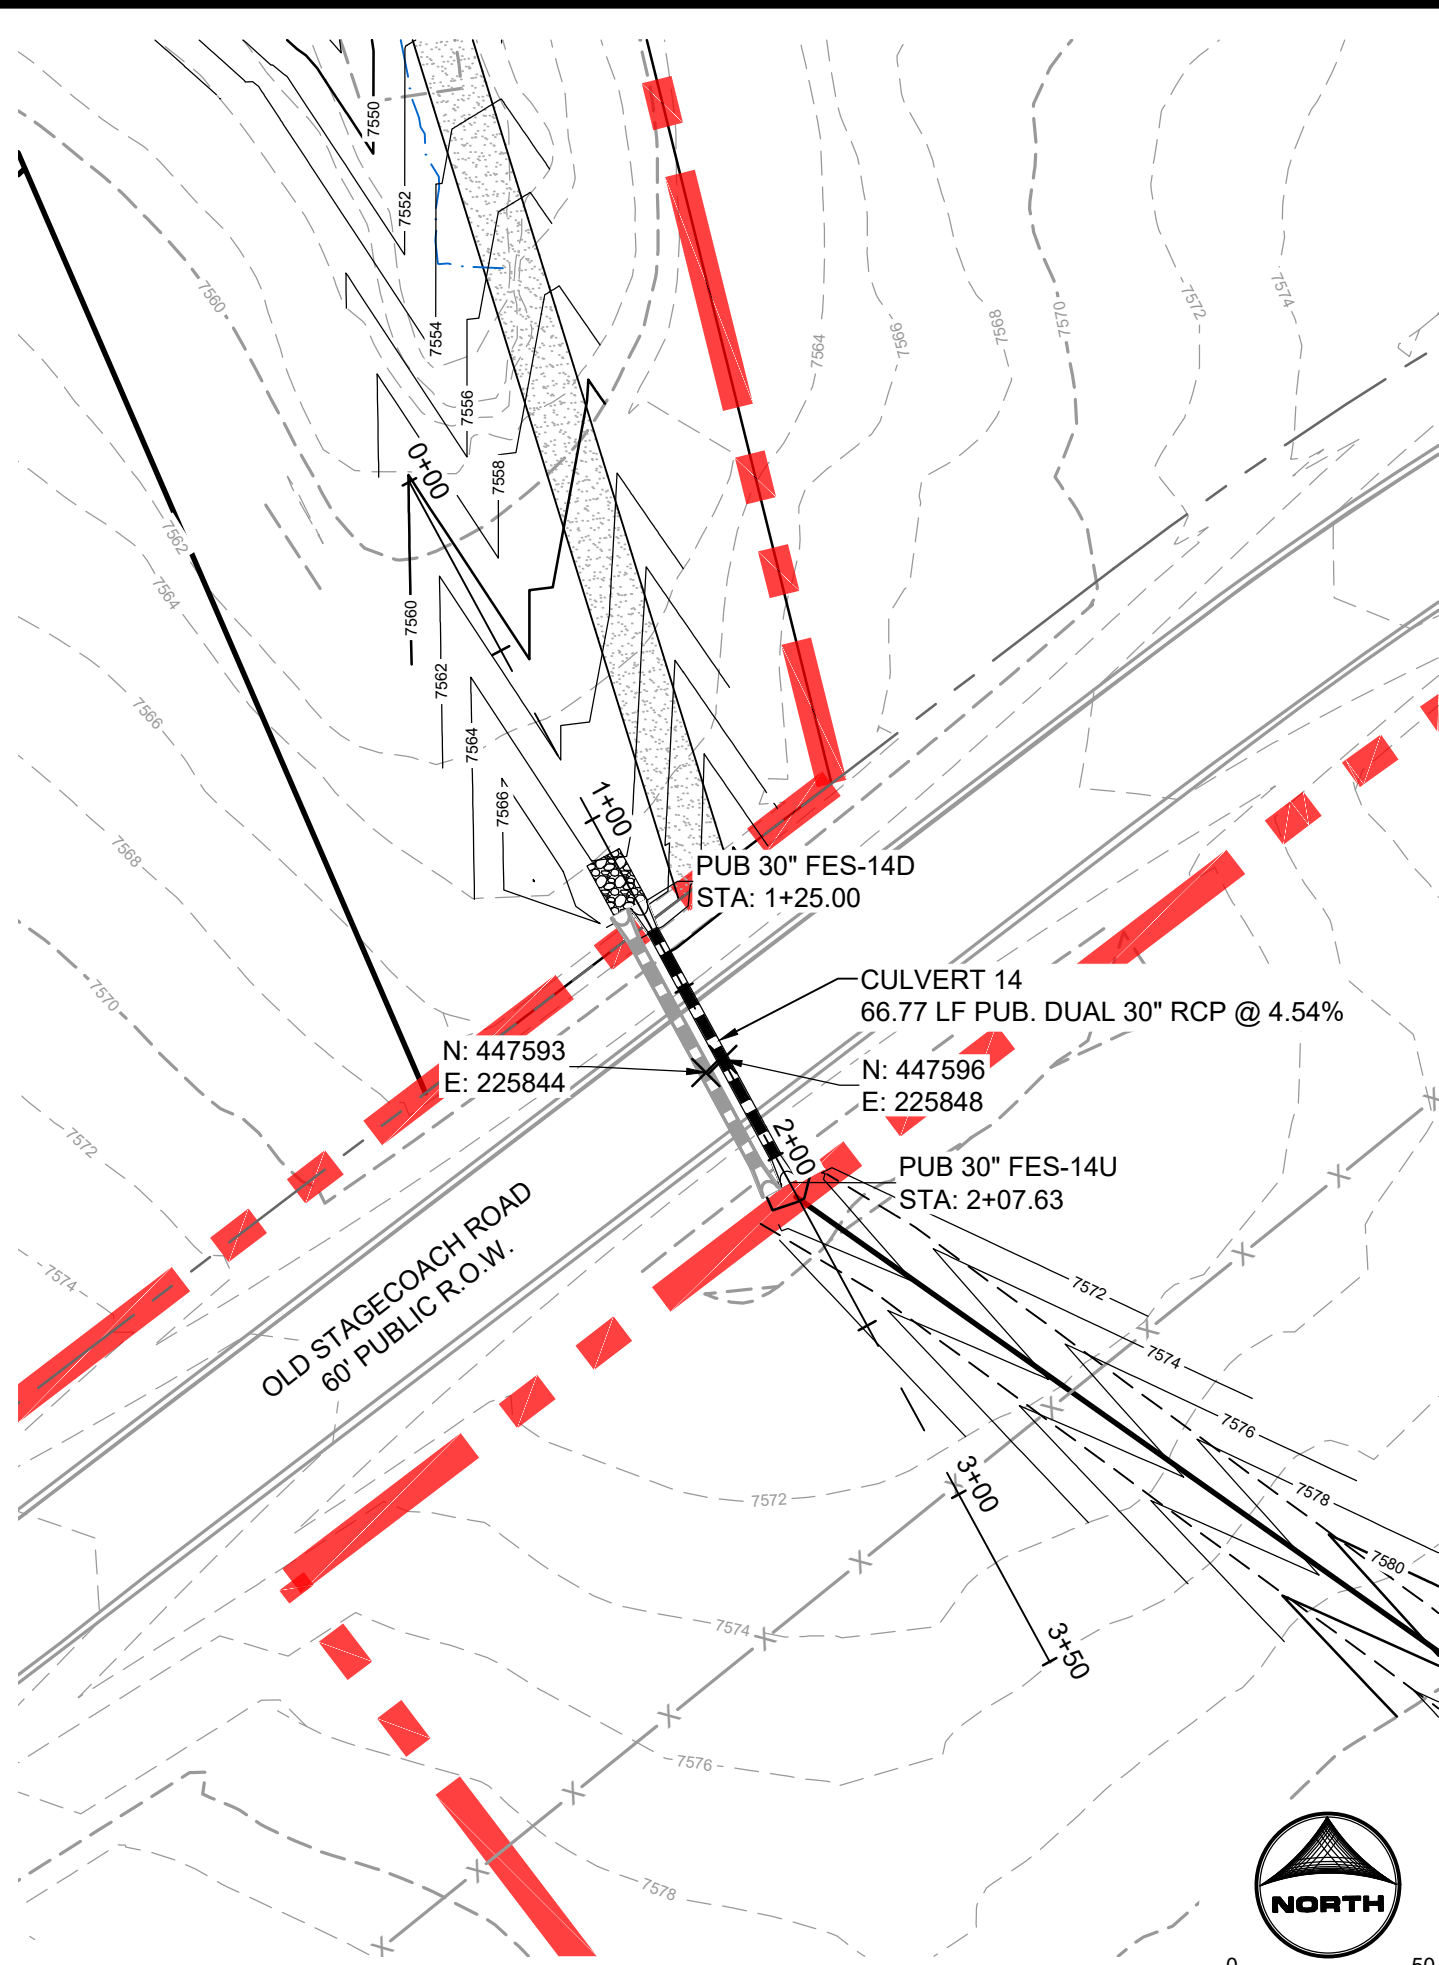 7550
7552
7554
7556
7558
7560
7562
7564
7566
7560
7562
7564
7566
7568
7570
7572
7574
7564
7566
7568
7570
7572
7574
0+00
1+00
PUB 30" FES-14D
STA: 1+25.00
CULVERT 14
66.77 LF PUB. DUAL 30" RCP @ 4.54%
N: 447593
E: 225844
N: 447596
E: 225848
2+00
PUB 30" FES-14U
STA: 2+07.63
OLD STAGECOACH ROAD
60' PUBLIC R.O.W.
7572
7574
7576
7578
7580
3+00
3+50
7572
7574
7576
7578
X
X
X
X
X
X
X
X
X
X
X
X
NORTH
0
50